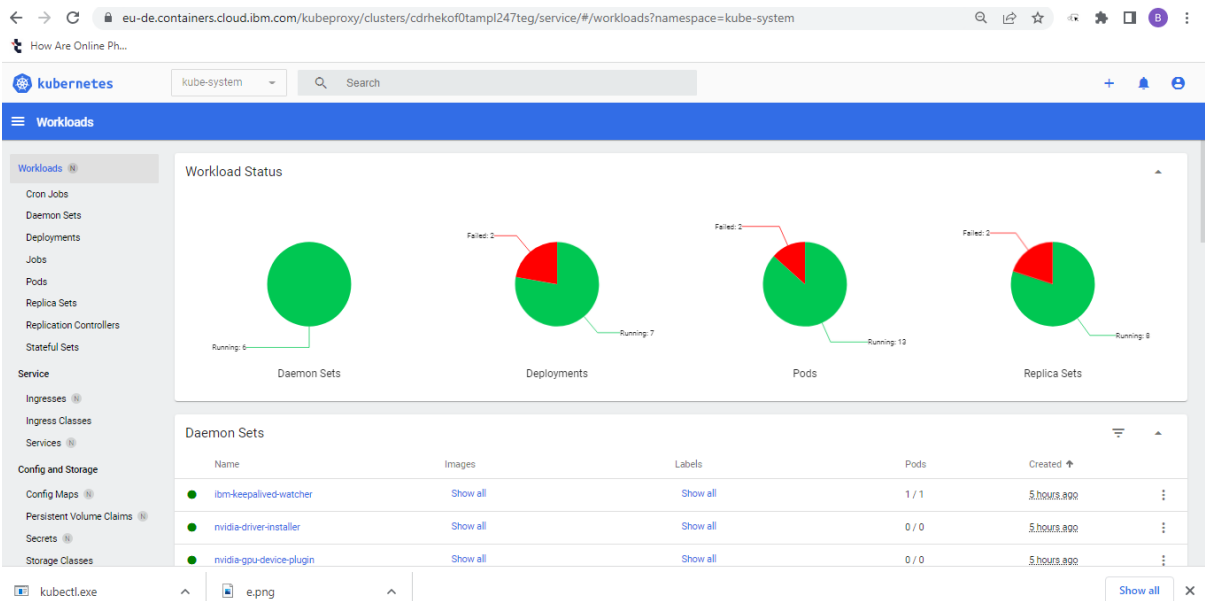 eu-de.containers.cloud.ibm.com/kubeproxy/clusters/cdrhekof0tampl247teg/service/#/workloads?namespace=kube-system
B
How Are Online Ph...
kubernetes
kube-system
Search
Workloads
Workloads N
Cron Jobs
Daemon Sets
Deployments
Jobs
Pods
Replica Sets
Replication Controllers
Stateful Sets
Service
Ingresses N
Ingress Classes
Services N
Config and Storage
Config Maps N
Persistent Volume Claims N
Secrets N
Storage Classes
Workload Status
Running: 6
Daemon Sets
Failed: 2
Running: 7
Deployments
Failed: 2
Running: 13
Pods
Failed: 2
Running: 8
Replica Sets
Daemon Sets
Name Images Labels Pods Created
ibm-keepalived-watcher Show all Show all 1 / 1 5 hours ago
nvidia-driver-installer Show all Show all 0 / 0 5 hours ago
nvidia-gpu-device-plugin Show all Show all 0 / 0 5 hours ago
kubectl.exe
e.png
Show all